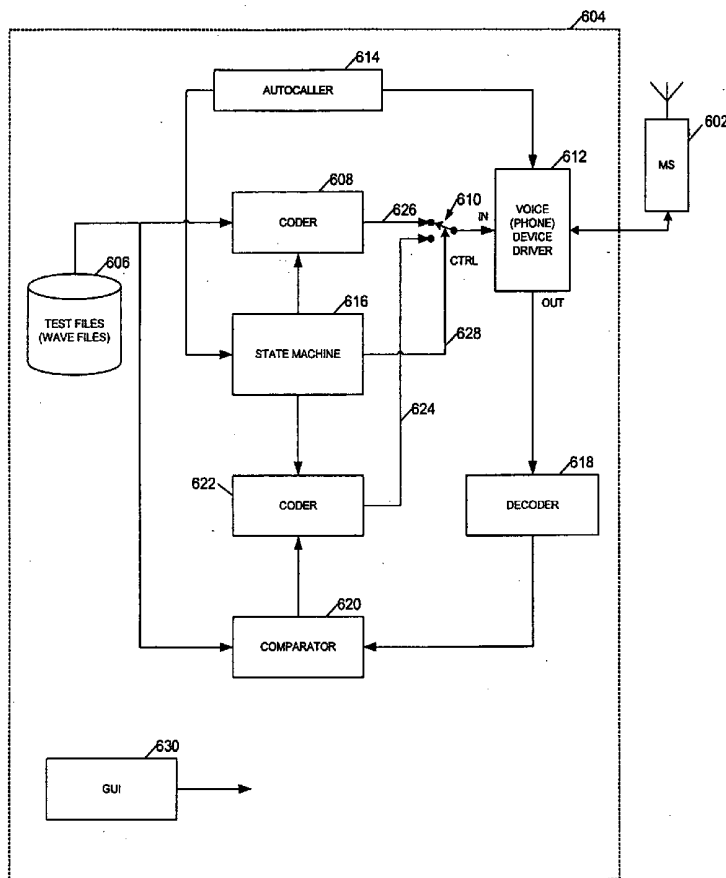 604
614
AUTOCALLER
602
MS
612
VOICE
(PHONE)
DEVICE
DRIVER
608
CODER
626
610
IN
CTRL
OUT
606
TEST FILES
(WAVE FILES)
616
STATE MACHINE
628
624
622
CODER
618
DECODER
620
COMPARATOR
630
GUI